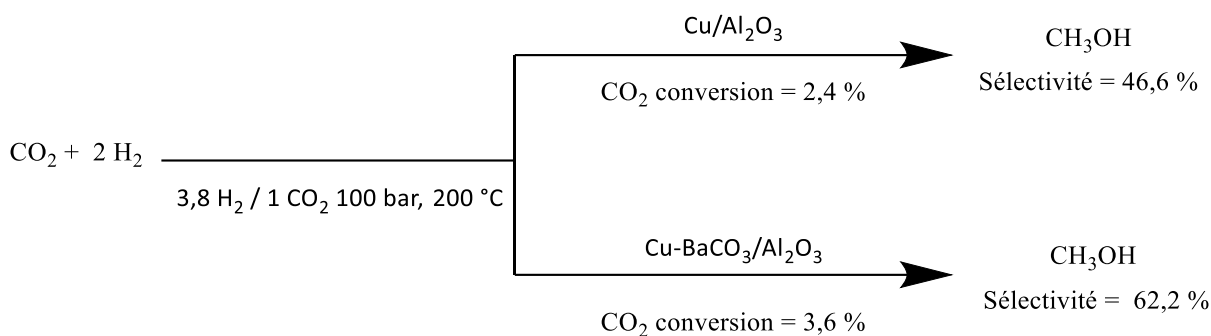 Cu/Al₂O₃
CO₂ conversion = 2,4 %
CH₃OH
Sélectivité = 46,6 %
CO₂ + 2 H₂
3,8 H₂ / 1 CO₂ 100 bar, 200 °C
Cu-BaCO₃/Al₂O₃
CO₂ conversion = 3,6 %
CH₃OH
Sélectivité = 62,2 %